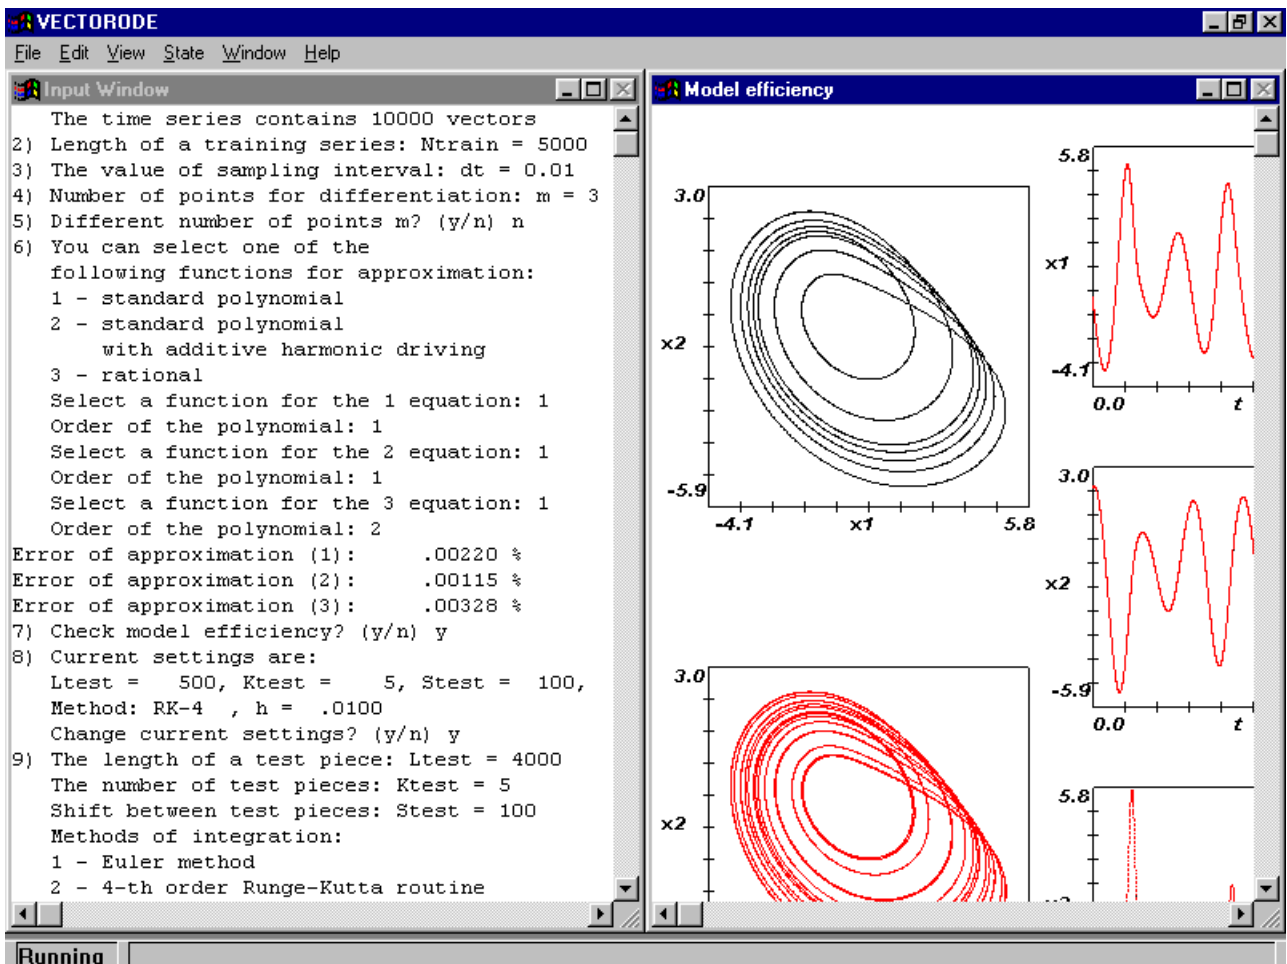 VECTORODE
File Edit View State Window Help
Input Window
The time series contains 10000 vectors
2) Length of a training series: Ntrain = 5000
3) The value of sampling interval: dt = 0.01
4) Number of points for differentiation: m = 3
5) Different number of points m? (y/n) n
6) You can select one of the
following functions for approximation:
1 - standard polynomial
2 - standard polynomial
with additive harmonic driving
3 - rational
Select a function for the 1 equation: 1
Order of the polynomial: 1
Select a function for the 2 equation: 1
Order of the polynomial: 1
Select a function for the 3 equation: 1
Order of the polynomial: 2
Error of approximation (1): .00220 %
Error of approximation (2): .00115 %
Error of approximation (3): .00328 %
7) Check model efficiency? (y/n) y
8) Current settings are:
Ltest = 500, Ktest = 5, Stest = 100,
Method: RK-4 , h = .0100
Change current settings? (y/n) y
9) The length of a test piece: Ltest = 4000
The number of test pieces: Ktest = 5
Shift between test pieces: Stest = 100
Methods of integration:
1 - Euler method
2 - 4-th order Runge-Kutta routine
Model efficiency
3.0
x2
-5.9
-4.1 x1 5.8
5.8
x1
-4.1
0.0 t
3.0
x2
-5.9
0.0 t
3.0
x2
5.8
Running